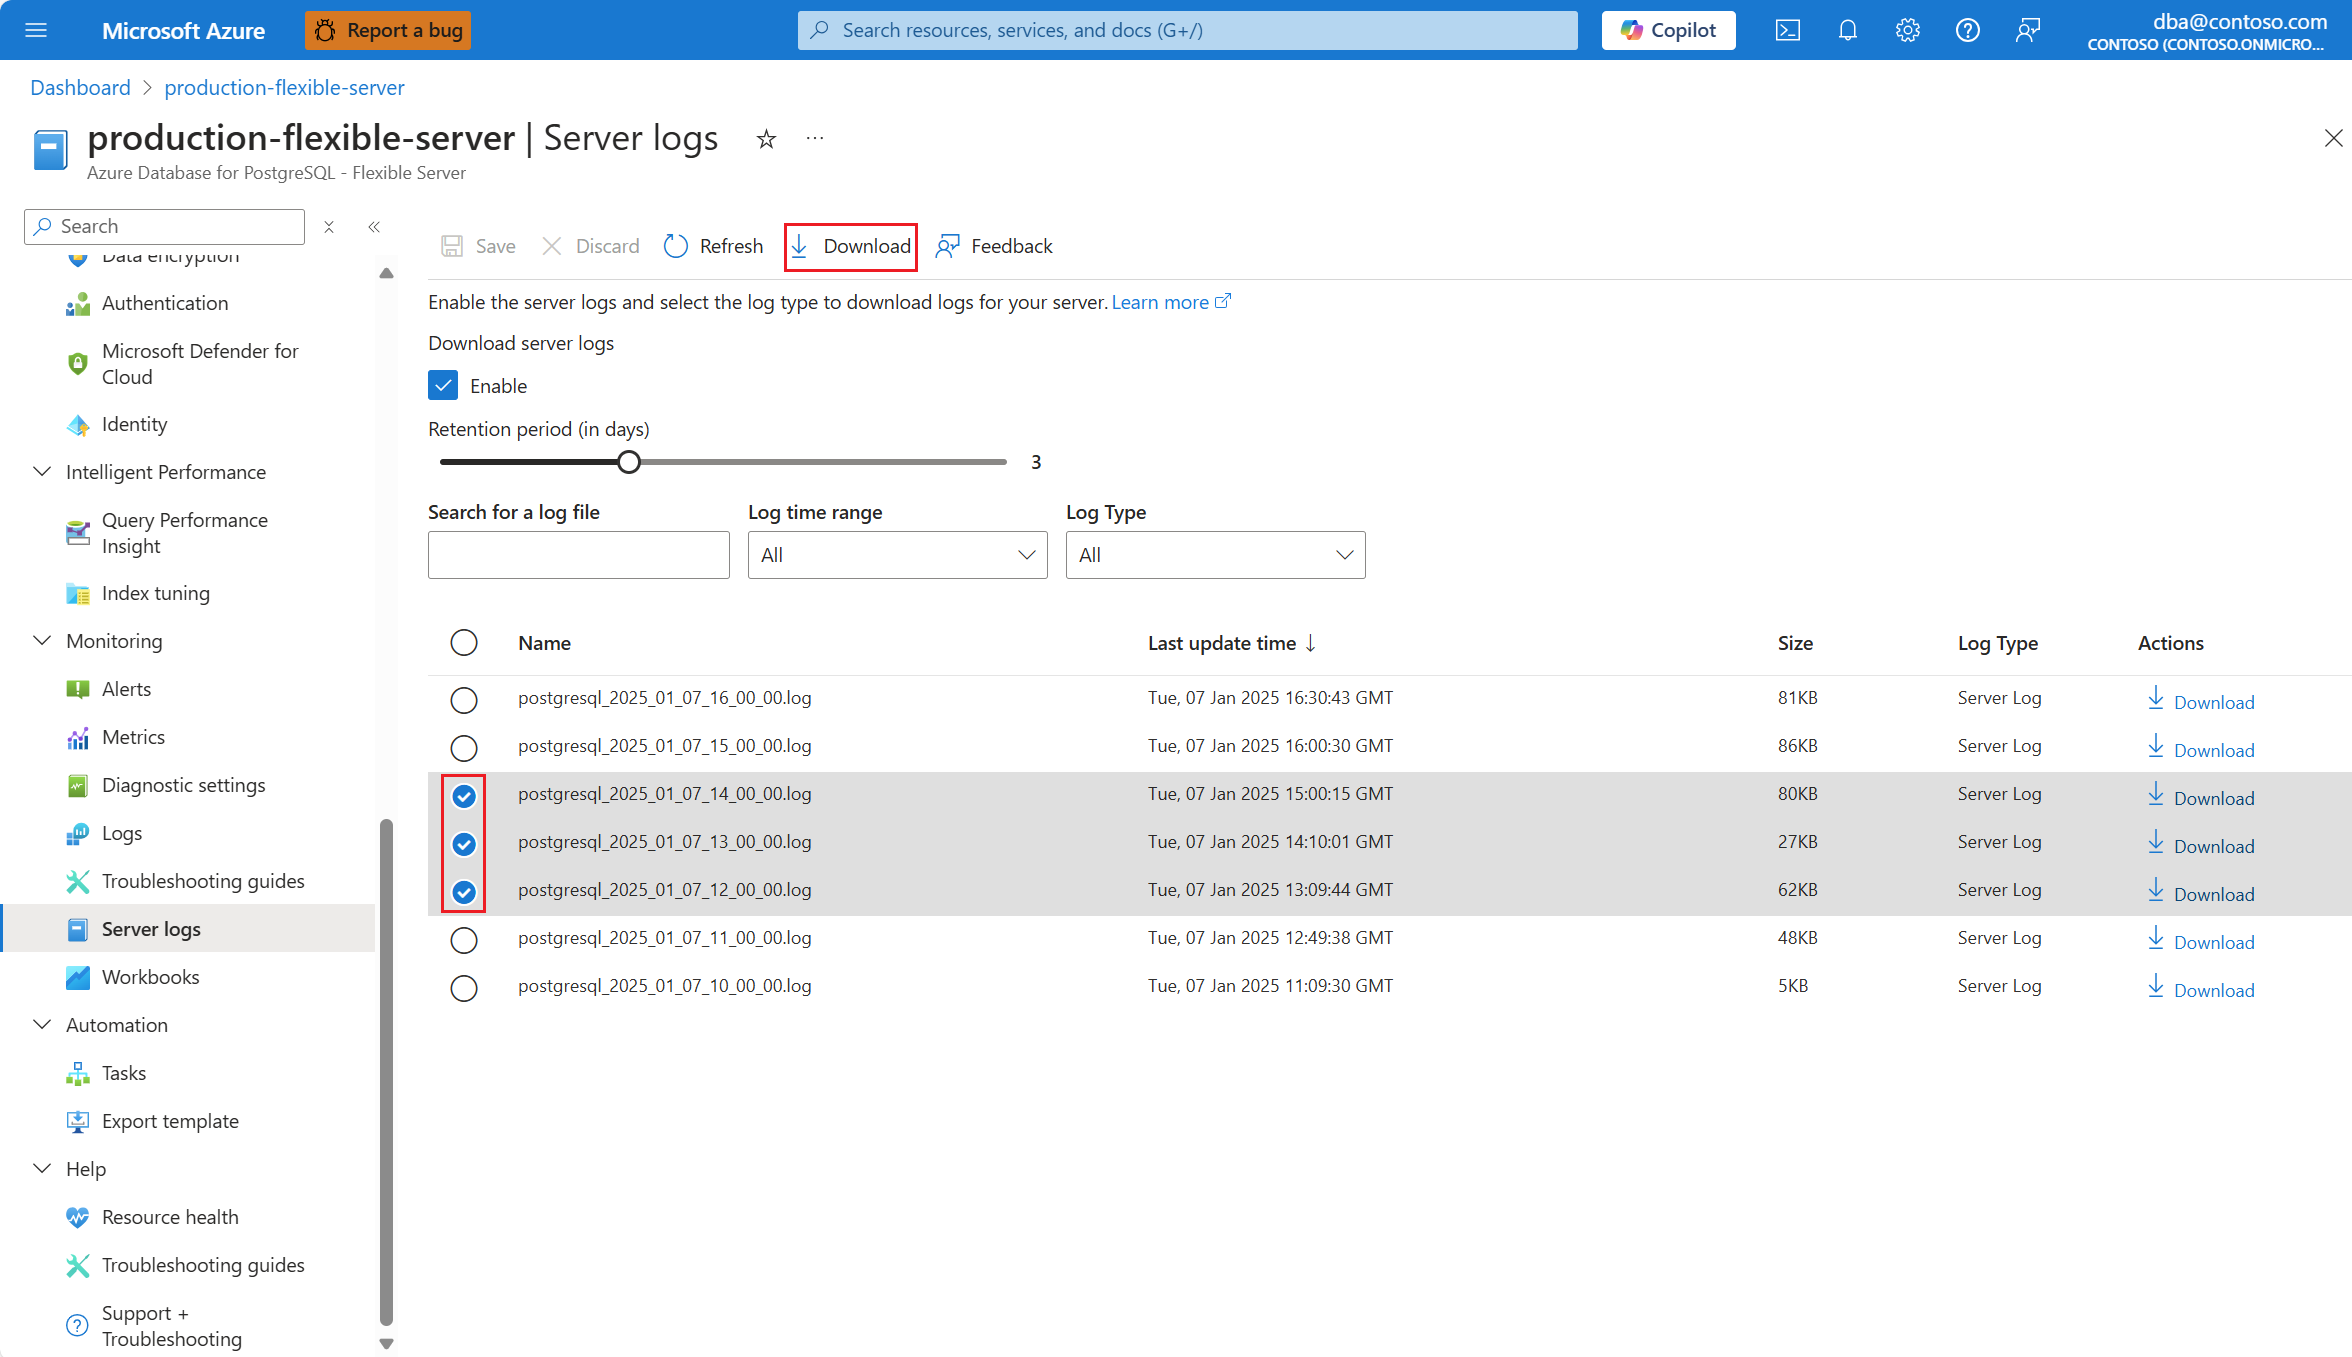 Microsoft Azure
Report a bug
Search resources, services, and docs (G+/)
Copilot
dba@contoso.com
CONTOSO (CONTOSO.ONMICRO...
Dashboard > production-flexible-server
production-flexible-server | Server logs
Azure Database for PostgreSQL - Flexible Server
Search
Data encryption
Authentication
Microsoft Defender for
Cloud
Identity
Intelligent Performance
Query Performance
Insight
Index tuning
Monitoring
Alerts
Metrics
Diagnostic settings
Logs
Troubleshooting guides
Server logs
Workbooks
Automation
Tasks
Export template
Help
Resource health
Troubleshooting guides
Support +
Troubleshooting
Save Discard Refresh Download Feedback
Enable the server logs and select the log type to download logs for your server. Learn more
Download server logs
Enable
Retention period (in days)
3
Search for a log file Log time range Log Type
All All
Name Last update time ↓ Size Log Type Actions
postgresql_2025_01_07_16_00_00.log Tue, 07 Jan 2025 16:30:43 GMT 81KB Server Log Download
postgresql_2025_01_07_15_00_00.log Tue, 07 Jan 2025 16:00:30 GMT 86KB Server Log Download
postgresql_2025_01_07_14_00_00.log Tue, 07 Jan 2025 15:00:15 GMT 80KB Server Log Download
postgresql_2025_01_07_13_00_00.log Tue, 07 Jan 2025 14:10:01 GMT 27KB Server Log Download
postgresql_2025_01_07_12_00_00.log Tue, 07 Jan 2025 13:09:44 GMT 62KB Server Log Download
postgresql_2025_01_07_11_00_00.log Tue, 07 Jan 2025 12:49:38 GMT 48KB Server Log Download
postgresql_2025_01_07_10_00_00.log Tue, 07 Jan 2025 11:09:30 GMT 5KB Server Log Download